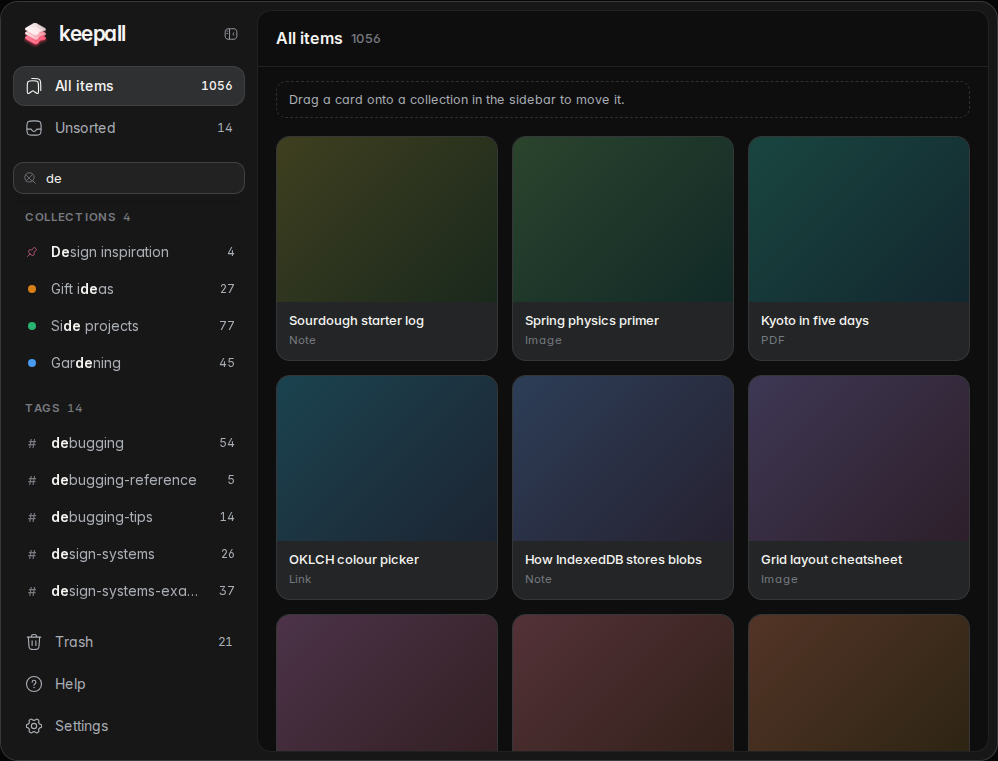 keepall
All items 1056
Unsorted 14
de
COLLECTIONS 4
Design inspiration 4
Gift ideas 27
Side projects 77
Gardening 45
TAGS 14
# debugging 54
# debugging-reference 5
# debugging-tips 14
# design-systems 26
# design-systems-exa... 37
Trash 21
Help
Settings
All items 1056
Drag a card onto a collection in the sidebar to move it.
Sourdough starter log
Note
Spring physics primer
Image
Kyoto in five days
PDF
OKLCH colour picker
Link
How IndexedDB stores blobs
Note
Grid layout cheatsheet
Image